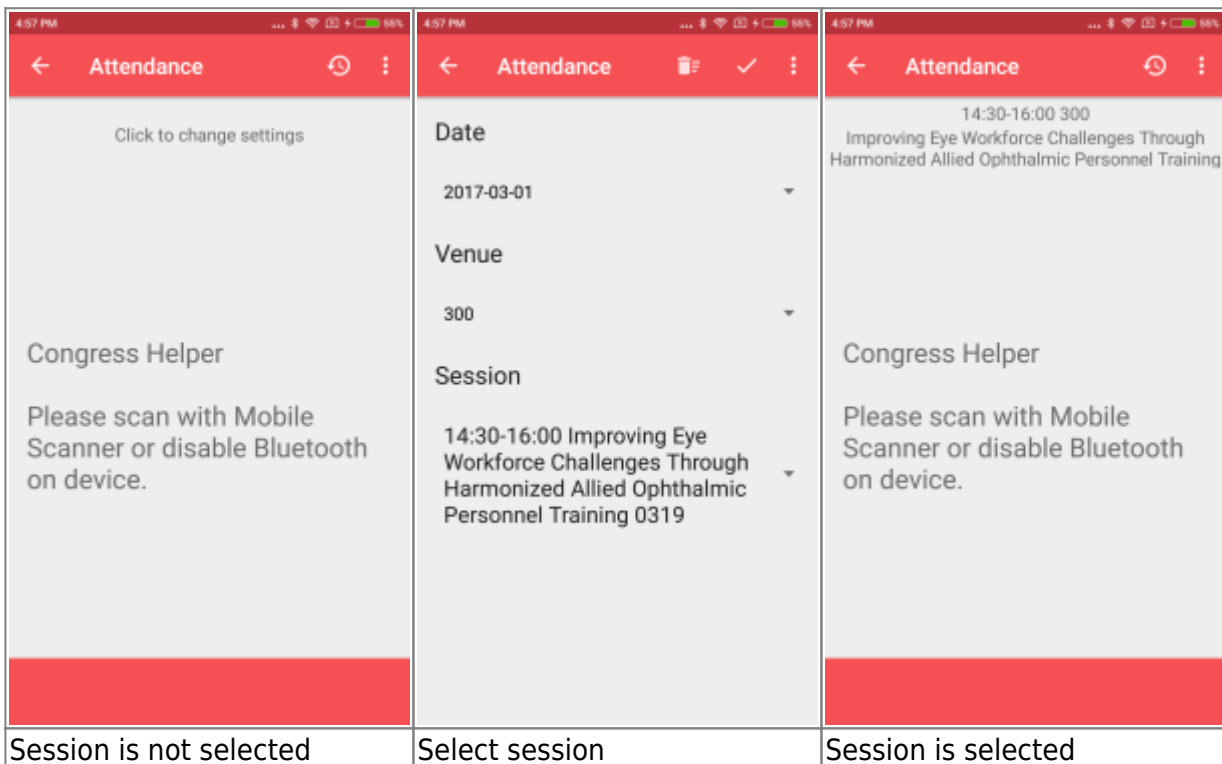 4:57 PM
... 55%
Attendance
Click to change settings
Congress Helper
Please scan with Mobile
Scanner or disable Bluetooth
on device.
Session is not selected
4:57 PM
... 55%
Attendance
Date
2017-03-01
Venue
300
Session
14:30-16:00 Improving Eye
Workforce Challenges Through
Harmonized Allied Ophthalmic
Personnel Training 0319
Select session
4:57 PM
... 55%
Attendance
14:30-16:00 300
Improving Eye Workforce Challenges Through
Harmonized Allied Ophthalmic Personnel Training
Congress Helper
Please scan with Mobile
Scanner or disable Bluetooth
on device.
Session is selected